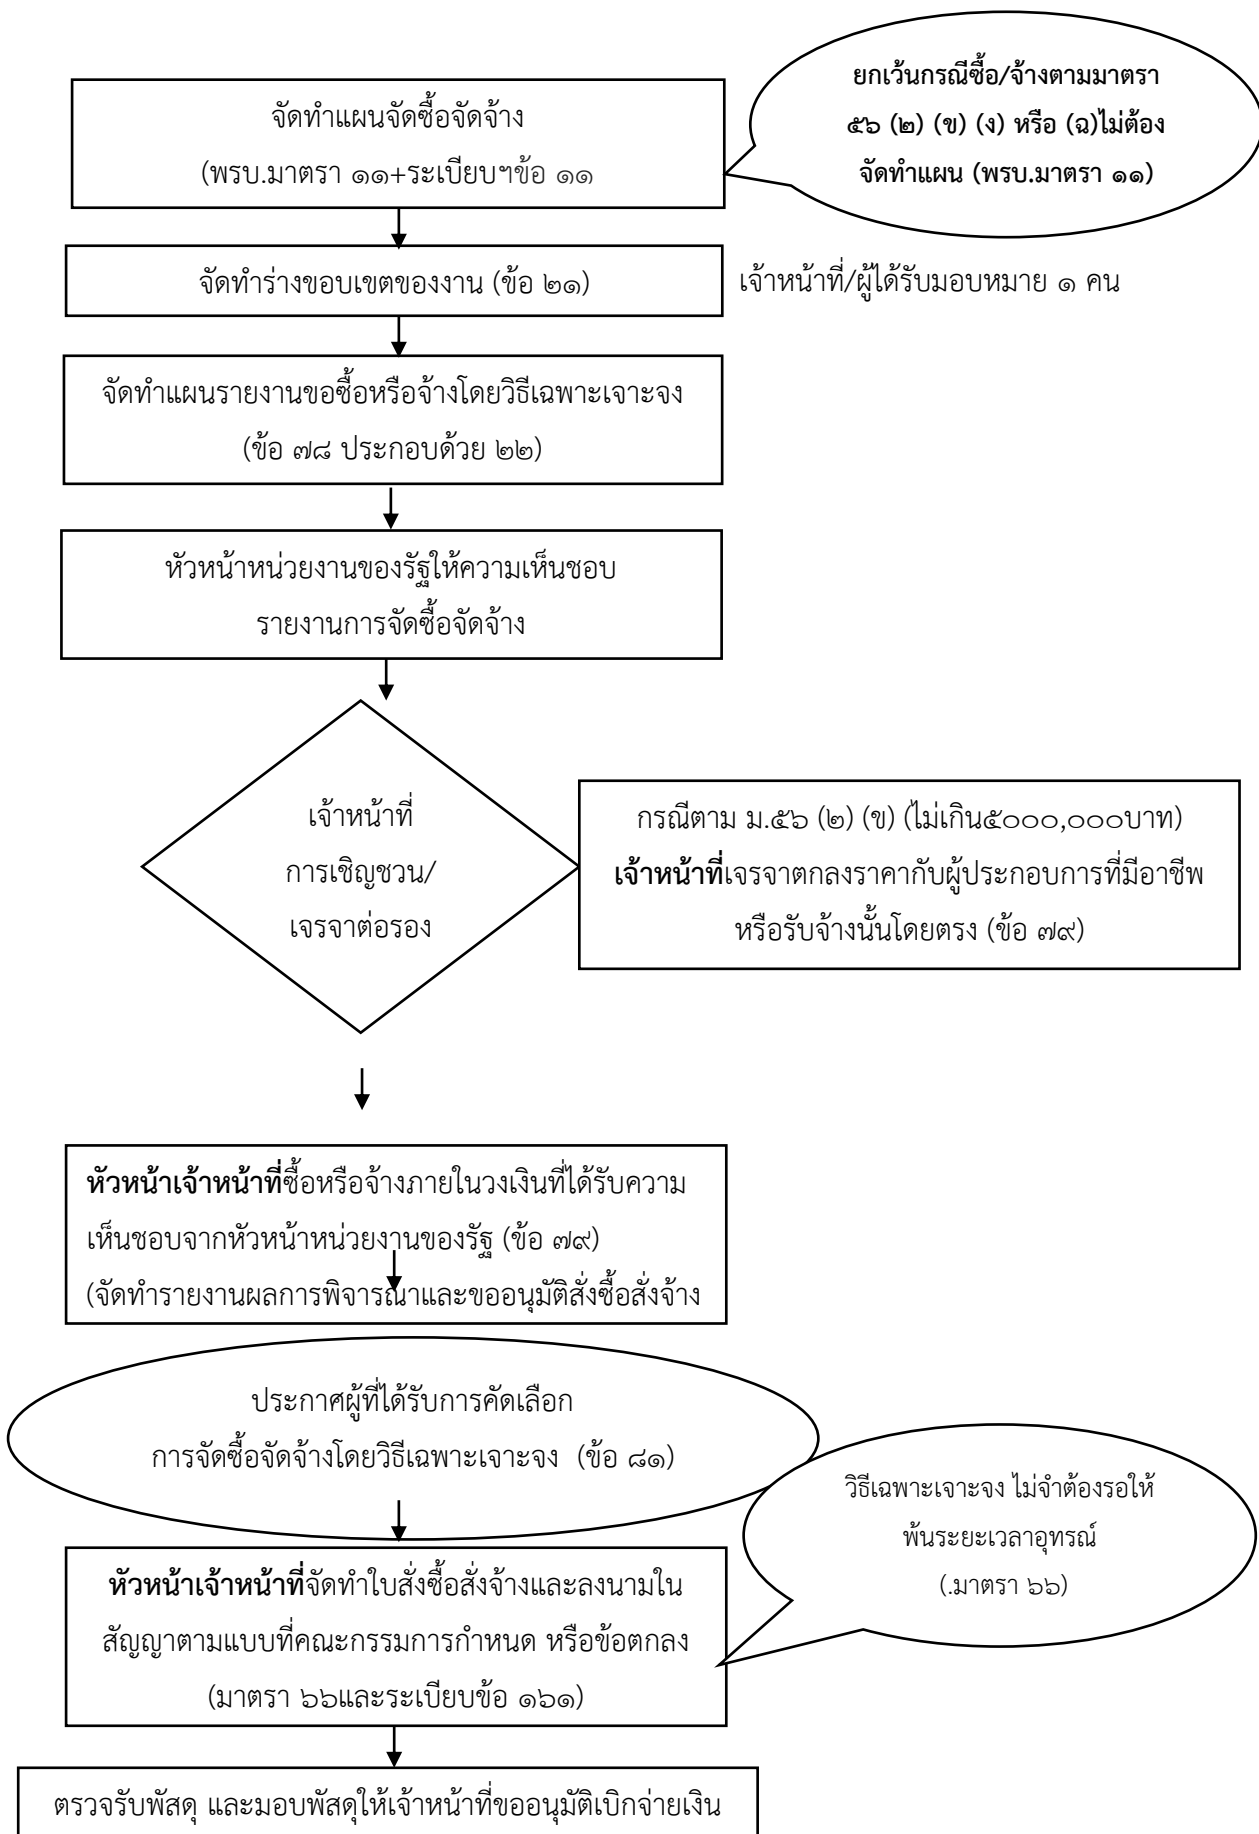 ยกเว้นกรณีซื้อ/จ้างตามมาตรา
๕๖ (๒) (ข) (ง) หรือ (ฉ)ไม่ต้อง
จัดทำแผน (พรบ.มาตรา ๑๑)
จัดทำแผนจัดซื้อจัดจ้าง
(พรบ.มาตรา ๑๑+ระเบียบฯข้อ ๑๑
จัดทำร่างขอบเขตของงาน (ข้อ ๒๑)
เจ้าหน้าที่/ผู้ได้รับมอบหมาย ๑ คน
จัดทำแผนรายงานขอซื้อหรือจ้างโดยวิธีเฉพาะเจาะจง
(ข้อ ๗๘ ประกอบด้วย ๒๒)
หัวหน้าหน่วยงานของรัฐให้ความเห็นชอบ
รายงานการจัดซื้อจัดจ้าง
เจ้าหน้าที่
การเชิญชวน/
เจรจาต่อรอง
กรณีตาม ม.๕๖ (๒) (ข) (ไม่เกิน๕๐๐๐,๐๐๐บาท)
เจ้าหน้าที่เจรจาตกลงราคากับผู้ประกอบการที่มีอาชีพ
หรือรับจ้างนั้นโดยตรง (ข้อ ๗๙)
หัวหน้าเจ้าหน้าที่ซื้อหรือจ้างภายในวงเงินที่ได้รับความ
เห็นชอบจากหัวหน้าหน่วยงานของรัฐ (ข้อ ๗๙)
(จัดทำรายงานผลการพิจารณาและขออนุมัติสั่งซื้อสั่งจ้าง
ประกาศผู้ที่ได้รับการคัดเลือก
การจัดซื้อจัดจ้างโดยวิธีเฉพาะเจาะจง (ข้อ ๘๑)
วิธีเฉพาะเจาะจง ไม่จำต้องรอให้
พ้นระยะเวลาอุทรณ์
(.มาตรา ๖๖)
หัวหน้าเจ้าหน้าที่จัดทำใบสั่งซื้อสั่งจ้างและลงนามใน
สัญญาตามแบบที่คณะกรรมการกำหนด หรือข้อตกลง
(มาตรา ๖๖และระเบียบข้อ ๑๖๑)
ตรวจรับพัสดุ และมอบพัสดุให้เจ้าหน้าที่ขออนุมัติเบิกจ่ายเงิน